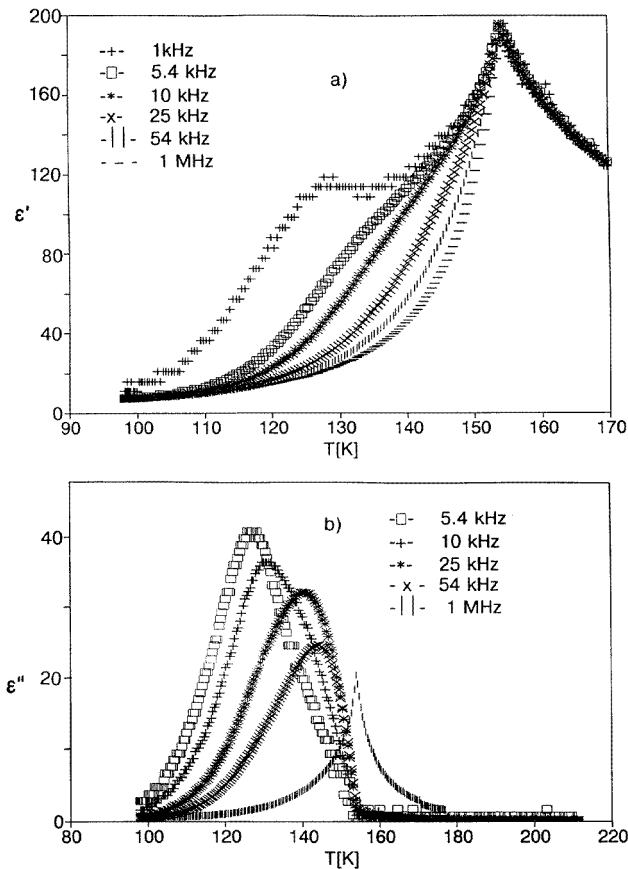 200
160
120
80
40
0
ε'
-+- 1kHz
-□- 5.4 kHz
-*- 10 kHz
-×- 25 kHz
-││- 54 kHz
--- 1 MHz
a)
90 100 110 120 130 140 150 160 170
T[K]
40
20
0
ε"
b)
-□- 5.4 kHz
-+- 10 kHz
-*- 25 kHz
- x - 54 kHz
-││- 1 MHz
80 100 120 140 160 180 200 220
T[K]